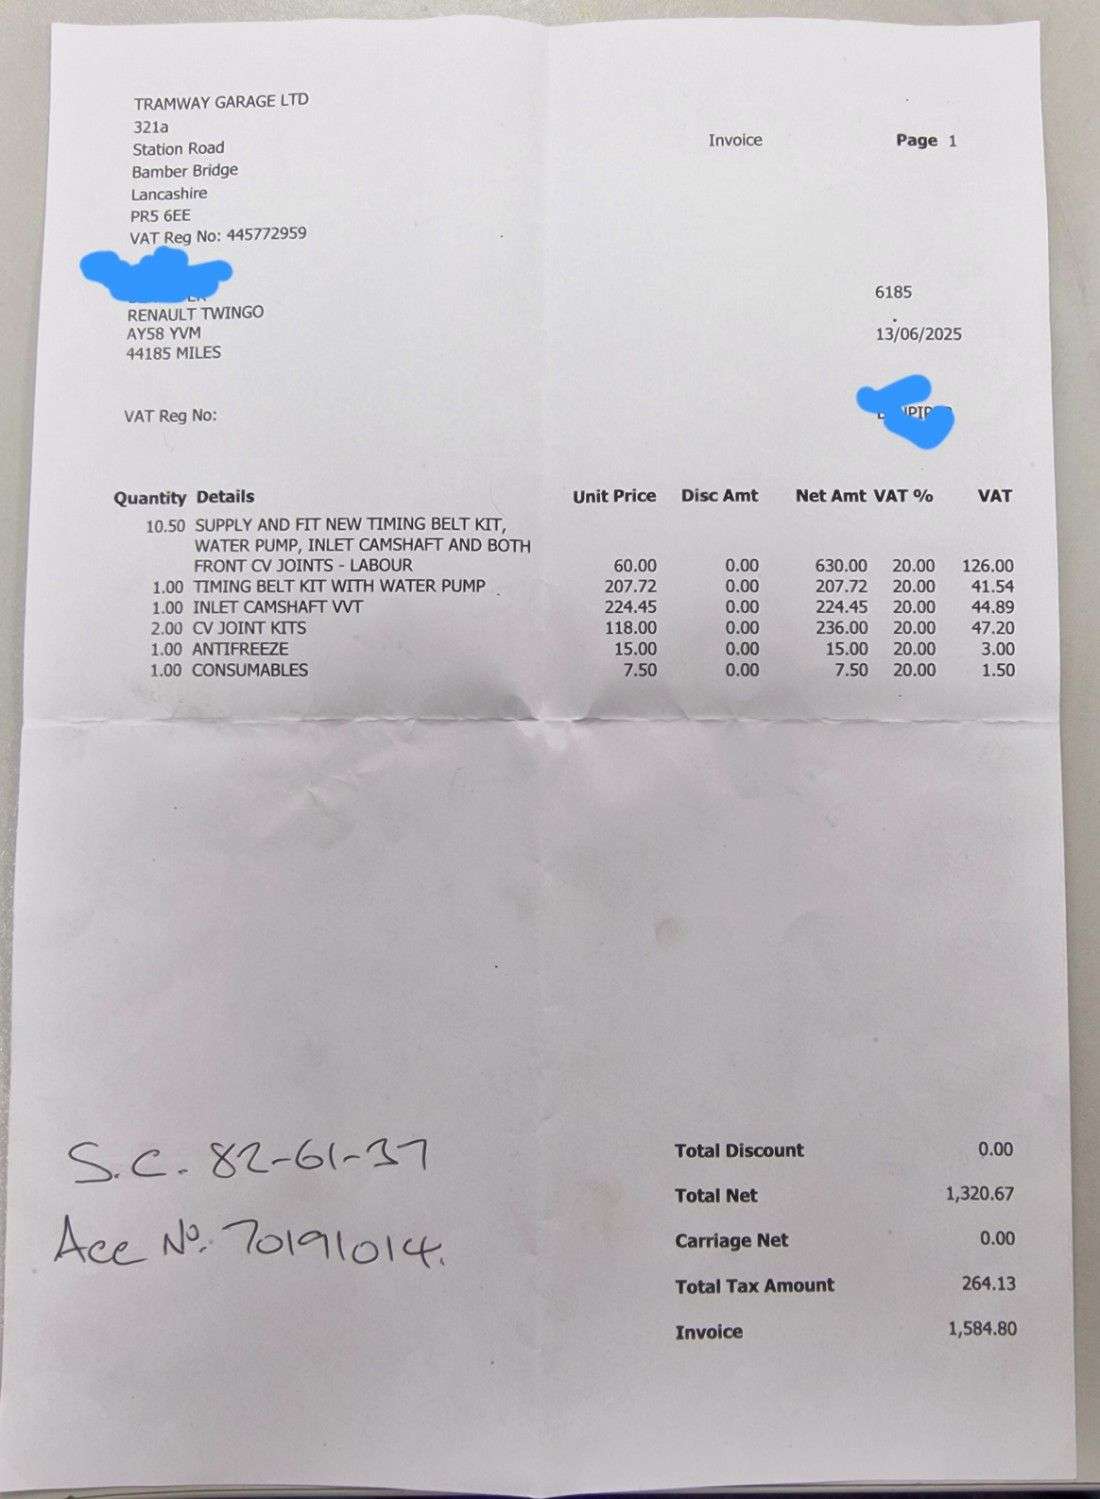 TRAMWAY GARAGE LTD
321a
Station Road
Bamber Bridge
Lancashire
PR5 6EE
VAT Reg No: 445772959
Invoice Page 1
RENAULT TWINGO
AY58 YVM
44185 MILES
6185
13/06/2025
VAT Reg No:
Quantity Details Unit Price Disc Amt Net Amt VAT % VAT
10.50 SUPPLY AND FIT NEW TIMING BELT KIT,
WATER PUMP, INLET CAMSHAFT AND BOTH
FRONT CV JOINTS - LABOUR 60.00 0.00 630.00 20.00 126.00
1.00 TIMING BELT KIT WITH WATER PUMP 207.72 0.00 207.72 20.00 41.54
1.00 INLET CAMSHAFT VVT 224.45 0.00 224.45 20.00 44.89
2.00 CV JOINT KITS 118.00 0.00 236.00 20.00 47.20
1.00 ANTIFREEZE 15.00 0.00 15.00 20.00 3.00
1.00 CONSUMABLES 7.50 0.00 7.50 20.00 1.50
S.C. 82-61-37
Acc No. 70191014.
Total Discount 0.00
Total Net 1,320.67
Carriage Net 0.00
Total Tax Amount 264.13
Invoice 1,584.80